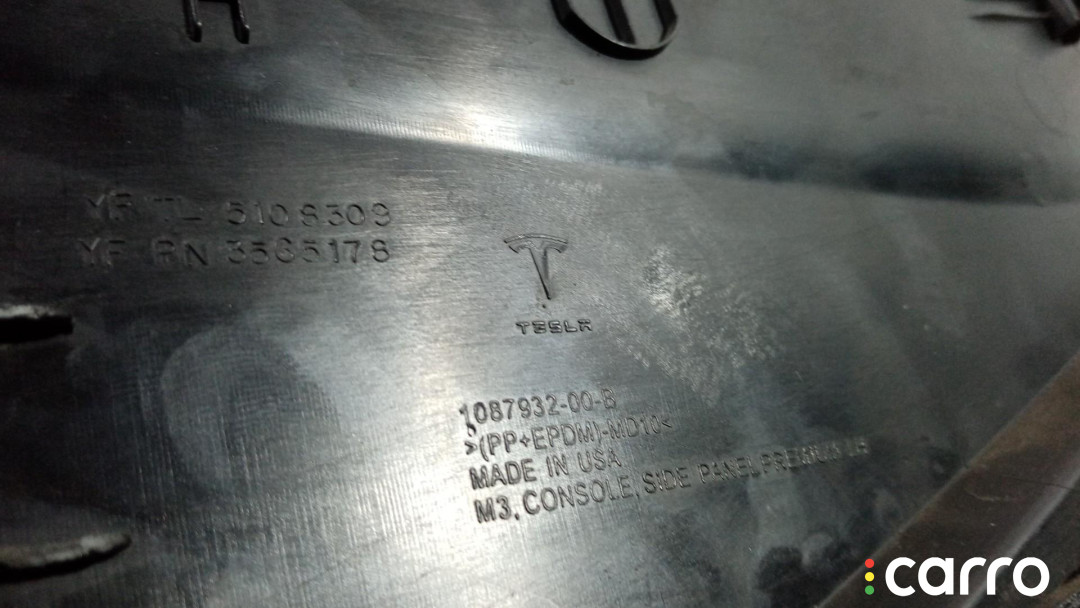 H
YF TL 5108309
YF PN 3565178
TESLA
1087932-00-B
>(PP+EPDM)-MD10<
MADE IN USA
M3, CONSOLE, SIDE PANEL PREMIUM LH
carro